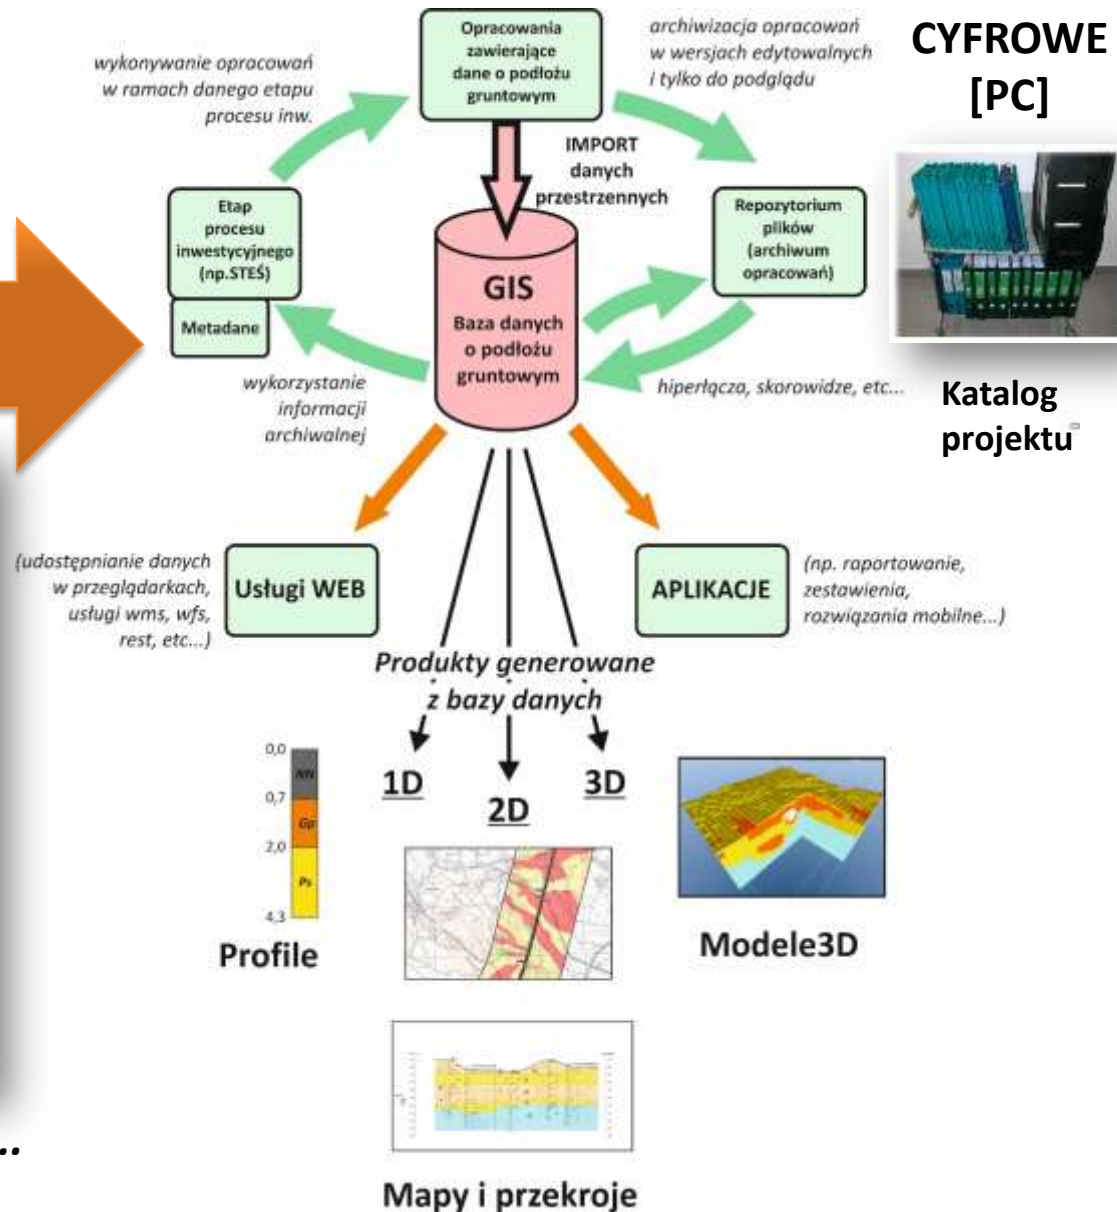 Opracowania
zawierające
dane o podłożu
gruntowym
archiwizacja opracowań
w wersjach edytowalnych
i tylko do podglądu
CYFROWE
[PC]
wykonywanie opracowań
w ramach danego etapu
procesu inw.
IMPORT
danych
przestrzennych
Etap
procesu
inwestycyjnego
(np.STEŚ)
Metadane
Repozytorium
plików
(archiwum
opracowań)
GIS
Baza danych
o podłożu
gruntowym
wykorzystanie
informacji
archiwalnej
hiperłącza, skorowidze, etc...
Katalog
projektu
(udostępnianie danych
w przeglądarkach,
usługi wms, wfs,
rest, etc...)
Usługi WEB
APLIKACJE
(np. raportowanie,
zestawienia,
rozwiązania mobilne...)
Produkty generowane
z bazy danych
1D
2D
3D
0,0
NN
0,7
Gp
2,0
Ps
4,3
Profile
Modele3D
..
Mapy i przekroje